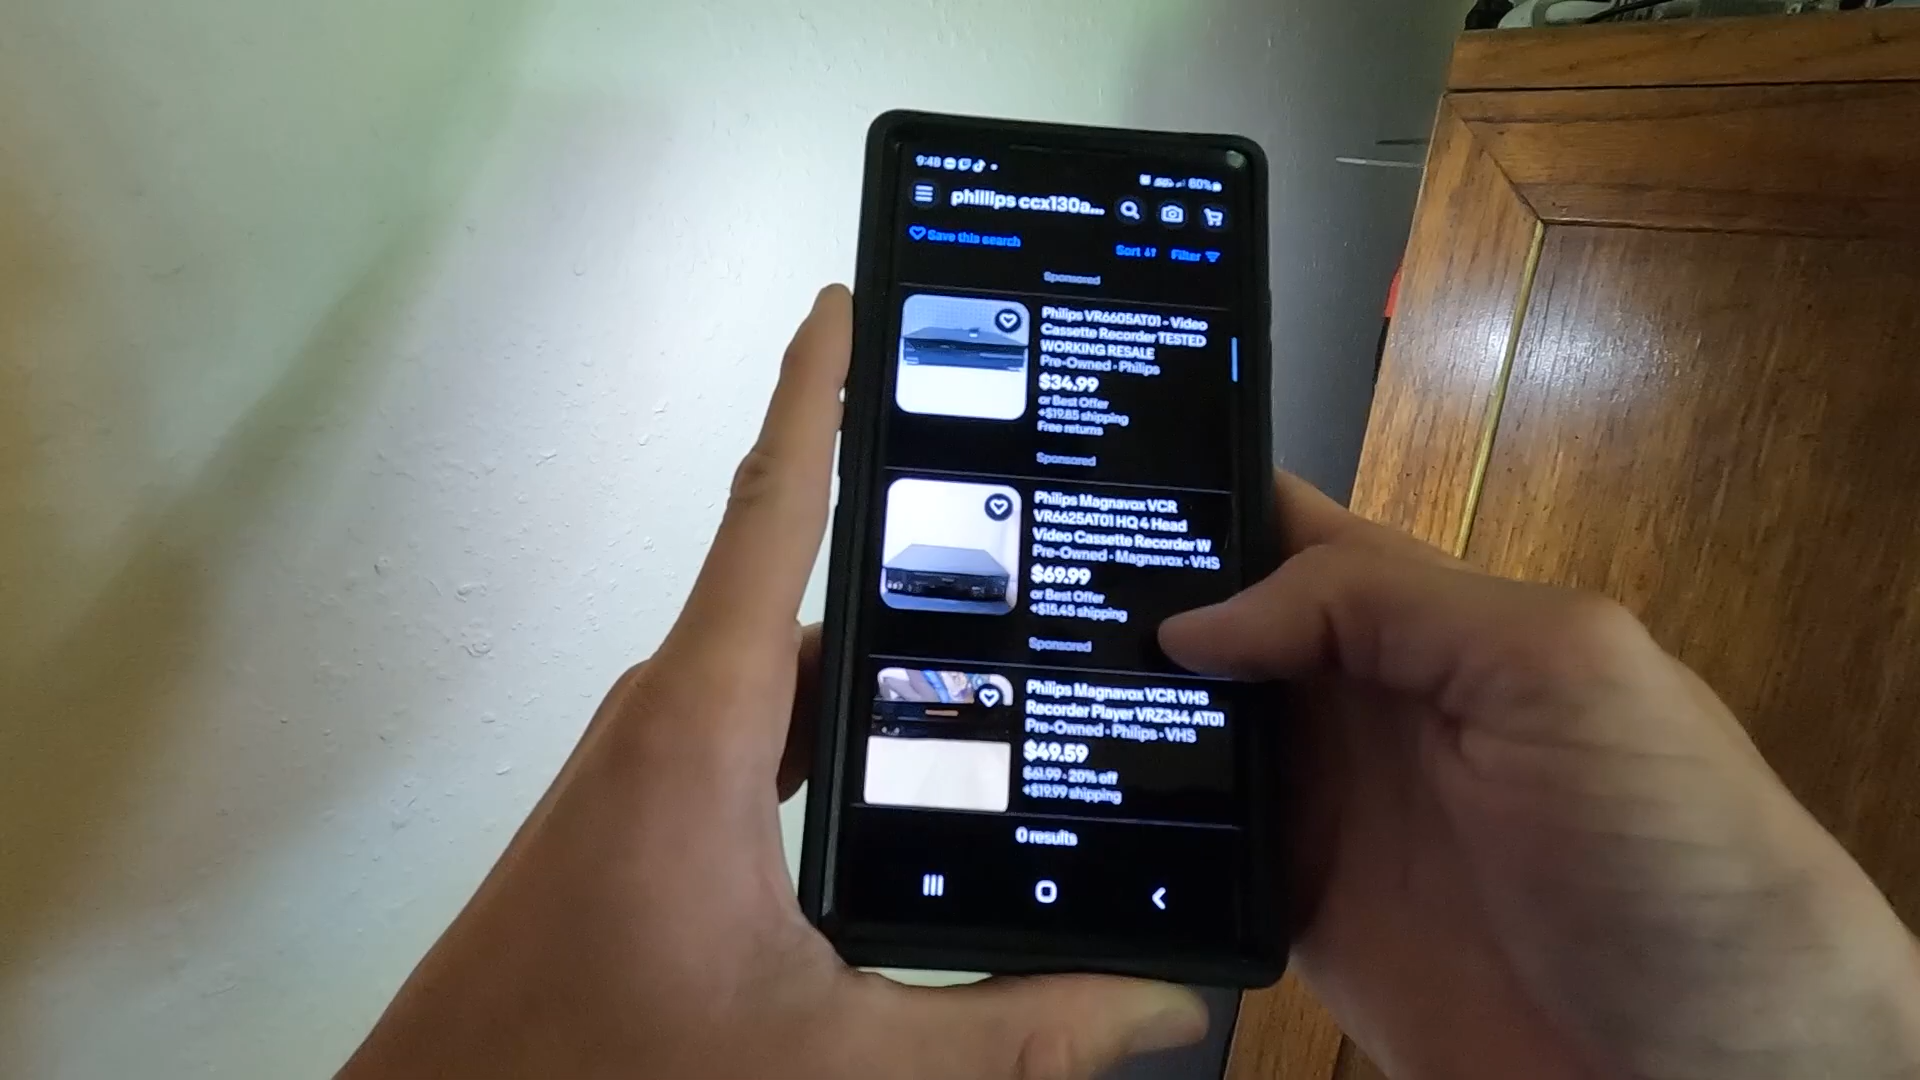 9:48
60%
phillips ccx130a...
Save this search
Sort
Filter
Sponsored
Philips VR6605AT01 - Video
Cassette Recorder TESTED
WORKING RESALE
Pre-Owned · Philips
$34.99
or Best Offer
+$19.85 shipping
Free returns
Sponsored
Philips Magnavox VCR
VR6625AT01 HQ 4 Head
Video Cassette Recorder W
Pre-Owned · Magnavox · VHS
$69.99
or Best Offer
+$15.45 shipping
Sponsored
Philips Magnavox VCR VHS
Recorder Player VRZ344 AT01
Pre-Owned · Philips · VHS
$49.59
$61.99 · 20% off
+$19.99 shipping
0 results